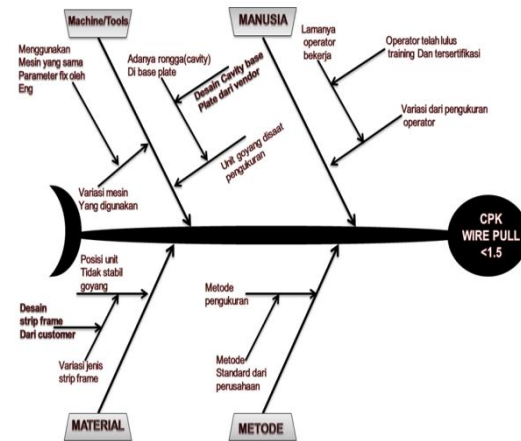 Machine/Tools
MANUSIA
Menggunakan
Mesin yang sama
Parameter fix oleh
Eng
Adanya rongga(cavity)
Di base plate
Desain Cavity base
Plate dari vendor
Unit goyang disaat
pengukuran
Variasi mesin
Yang digunakan
Lamanya
operator
bekerja
Operator telah lulus
training Dan tersertifikasi
Variasi dari pengukuran
operator
CPK
WIRE PULL
<1.5
Posisi unit
Tidak stabil
goyang
Desain
strip frame
Dari customer
Variasi jenis
strip frame
Metode
pengukuran
Metode
Standard dari
perusahaan
MATERIAL
METODE